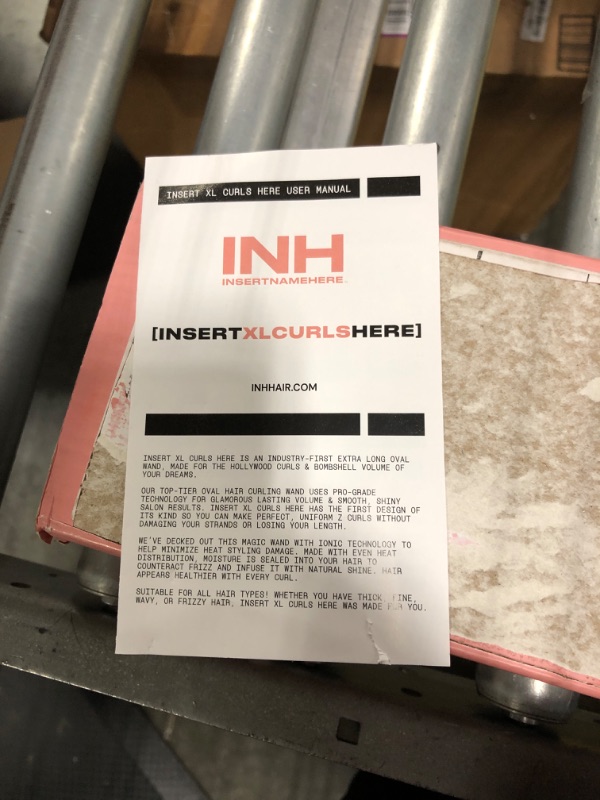 INSERT XL CURLS HERE USER MANUAL
INH
INSERTNAMEHERE.
[INSERTXLCURLSHERE]
INHHAIR.COM
INSERT XL CURLS HERE IS AN INDUSTRY-FIRST EXTRA LONG OVAL
WAND, MADE FOR THE HOLLYWOOD CURLS & BOMBSHELL VOLUME OF
YOUR DREAMS.
OUR TOP-TIER OVAL HAIR CURLING WAND USES PRO-GRADE
TECHNOLOGY FOR GLAMOROUS LASTING VOLUME & SMOOTH, SHINY
SALON RESULTS. INSERT XL CURLS HERE HAS THE FIRST DESIGN OF
ITS KIND SO YOU CAN MAKE PERFECT, UNIFORM Z CURLS WITHOUT
DAMAGING YOUR STRANDS OR LOSING YOUR LENGTH.
WE'VE DECKED OUT THIS MAGIC WAND WITH IONIC TECHNOLOGY TO
HELP MINIMIZE HEAT STYLING DAMAGE. MADE WITH EVEN HEAT
DISTRIBUTION, MOISTURE IS SEALED INTO YOUR HAIR TO
COUNTERACT FRIZZ AND INFUSE IT WITH NATURAL SHINE. HAIR
APPEARS HEALTHIER WITH EVERY CURL.
SUITABLE FOR ALL HAIR TYPES! WHETHER YOU HAVE THICK, FINE,
WAVY, OR FRIZZY HAIR, INSERT XL CURLS HERE WAS MADE FOR YOU.